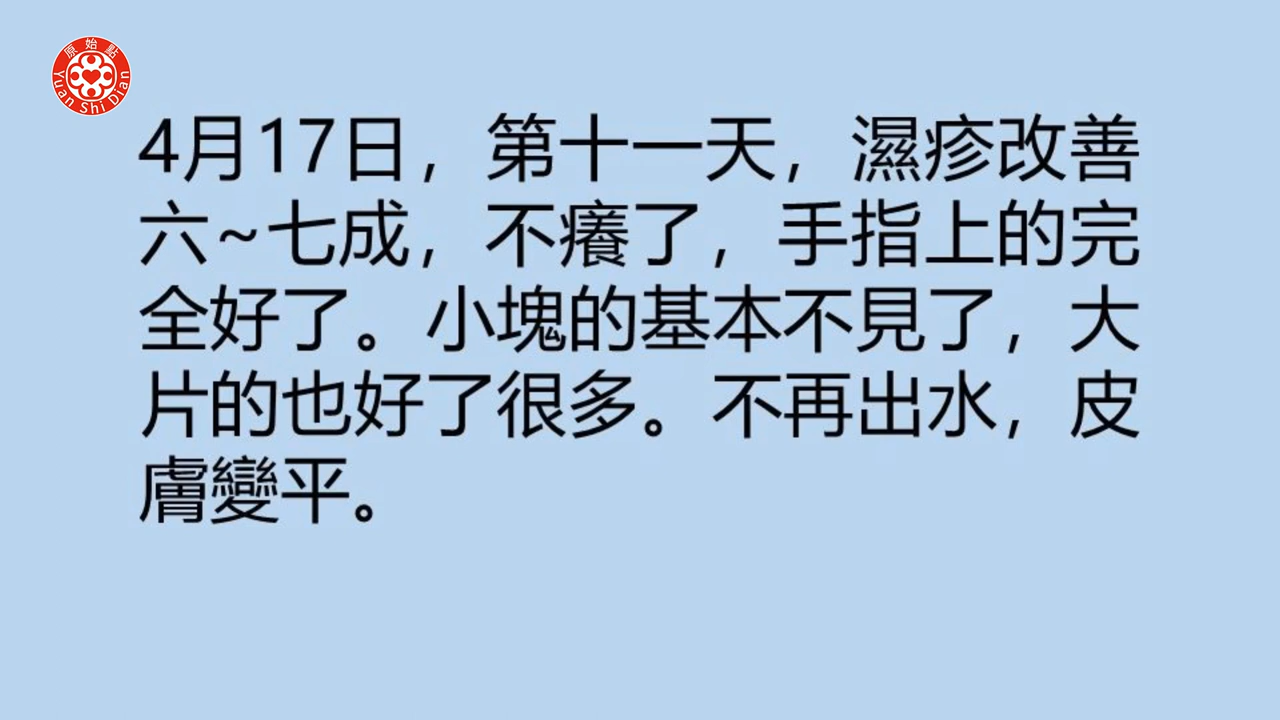 原始點
Yuan Shi Dian
4月17日，第十一天，濕疹改善
六~七成，不癢了，手指上的完
全好了。小塊的基本不見了，大
片的也好了很多。不再出水，皮
膚變平。